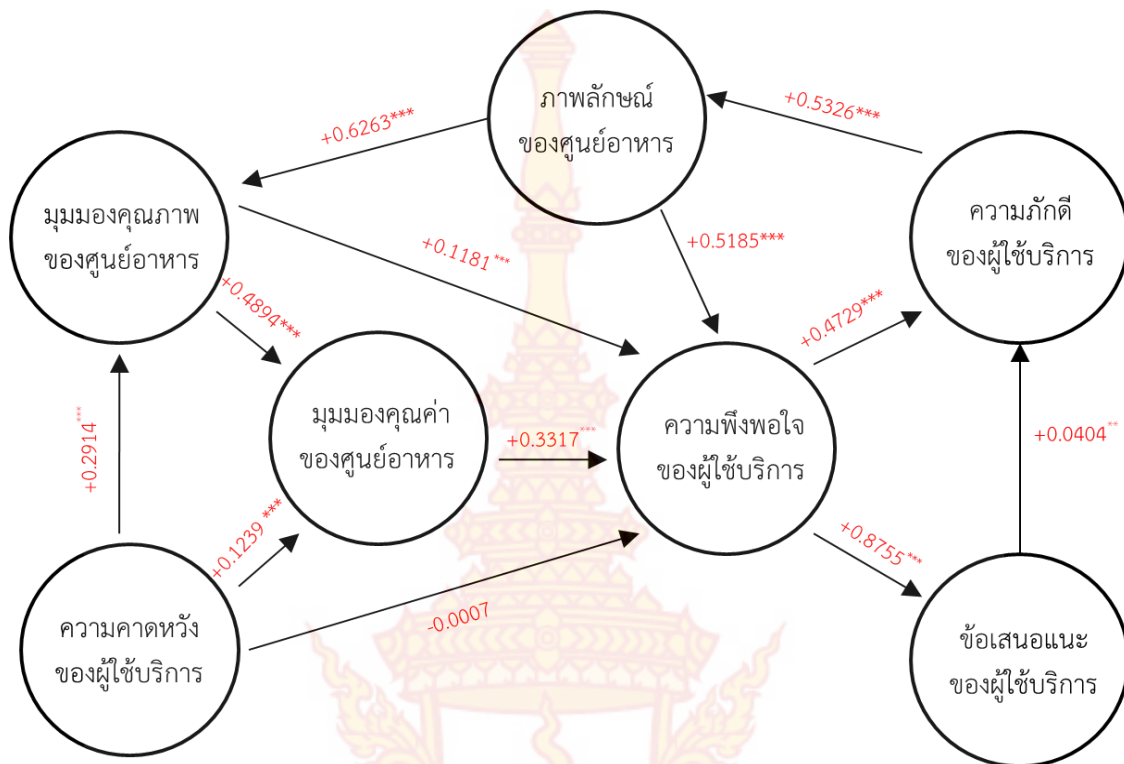 ภาพลักษณ์
ของศูนย์อาหาร
+0.6263***
+0.5326***
มุมมองคุณภาพ
ของศูนย์อาหาร
ความภักดี
ของผู้ใช้บริการ
+0.1181***
+0.5185***
+0.4894***
+0.4729***
มุมมองคุณค่า
ของศูนย์อาหาร
ความพึงพอใจ
ของผู้ใช้บริการ
+0.2914***
+0.3317***
+0.0404**
+0.1239 ***
+0.8755***
-0.0007
ความคาดหวัง
ของผู้ใช้บริการ
ข้อเสนอแนะ
ของผู้ใช้บริการ